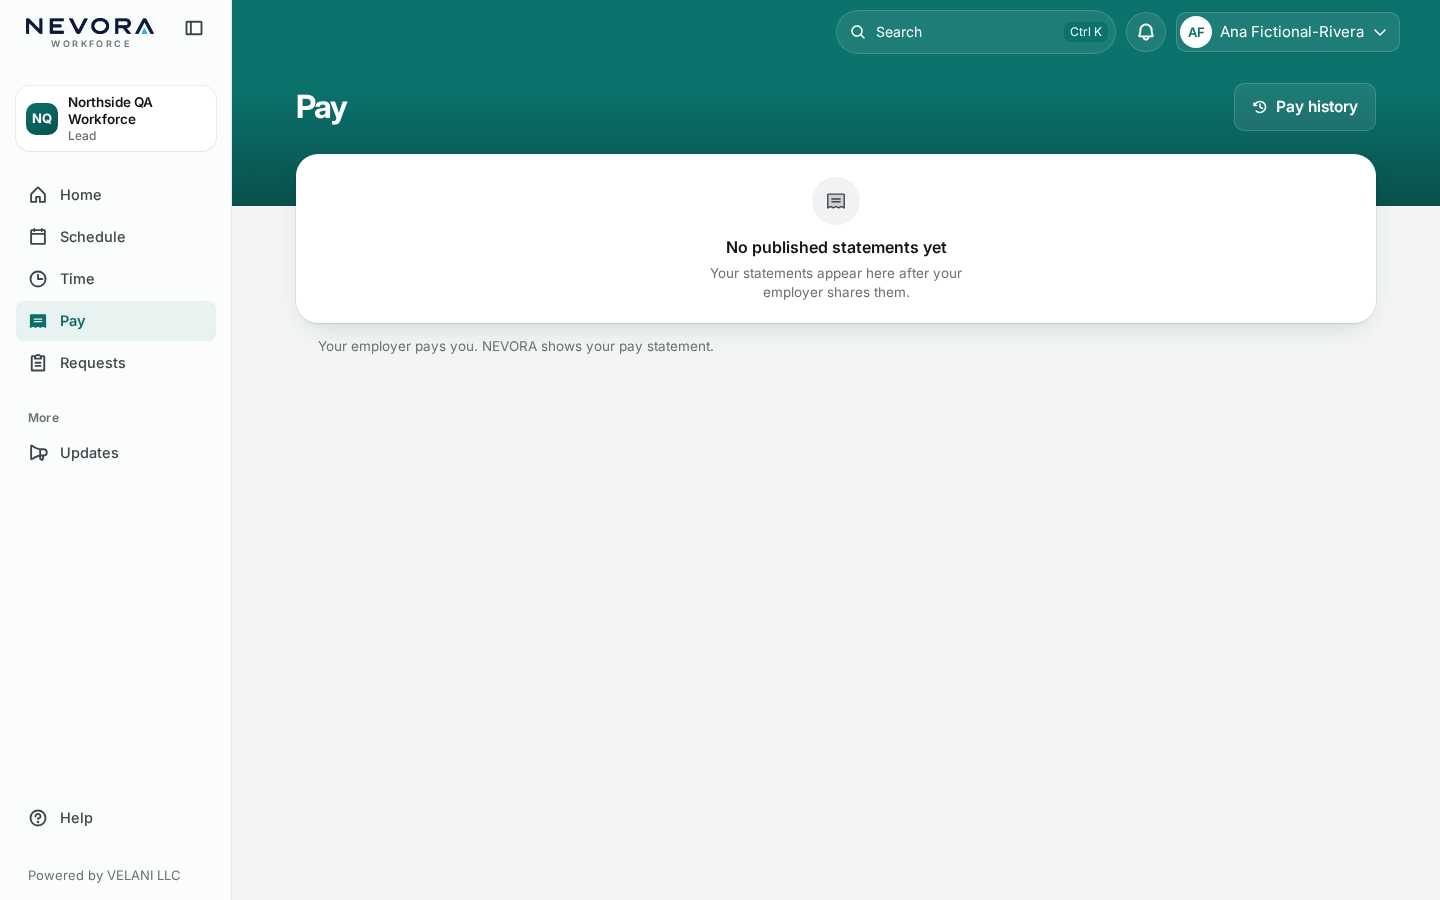 NEVORA
WORKFORCE
NQ
Northside QA
Workforce
Lead
Home
Schedule
Time
Pay
Requests
More
Updates
Help
Powered by VELANI LLC
Search
Ctrl K
AF
Ana Fictional-Rivera
Pay
Pay history
No published statements yet
Your statements appear here after your
employer shares them.
Your employer pays you. NEVORA shows your pay statement.